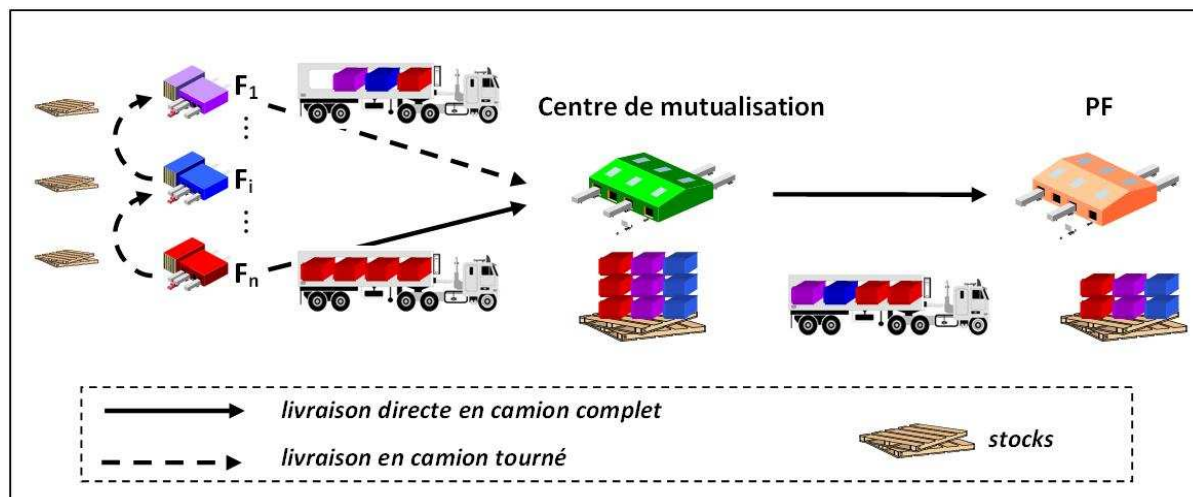 F1
Centre de mutualisation
PF
⋮
Fi
⋮
Fn
livraison directe en camion complet
stocks
livraison en camion tourné